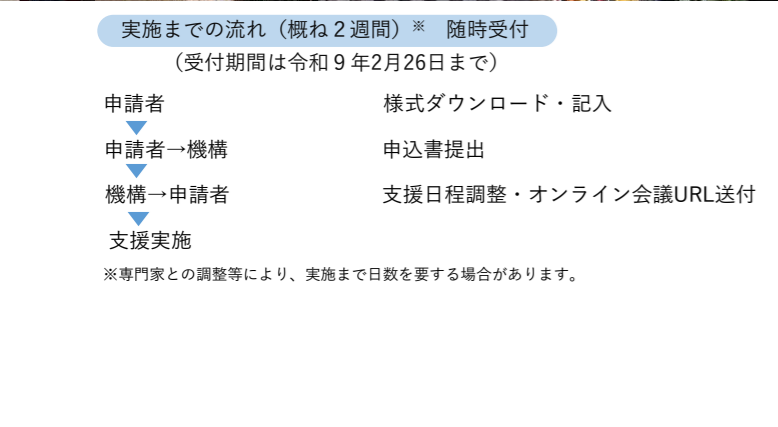 実施までの流れ（概ね２週間）※　随時受付
（受付期間は令和９年2月26日まで）
申請者　様式ダウンロード・記入
申請者→機構　申込書提出
機構→申請者　支援日程調整・オンライン会議URL送付
支援実施
※専門家との調整等により、実施まで日数を要する場合があります。